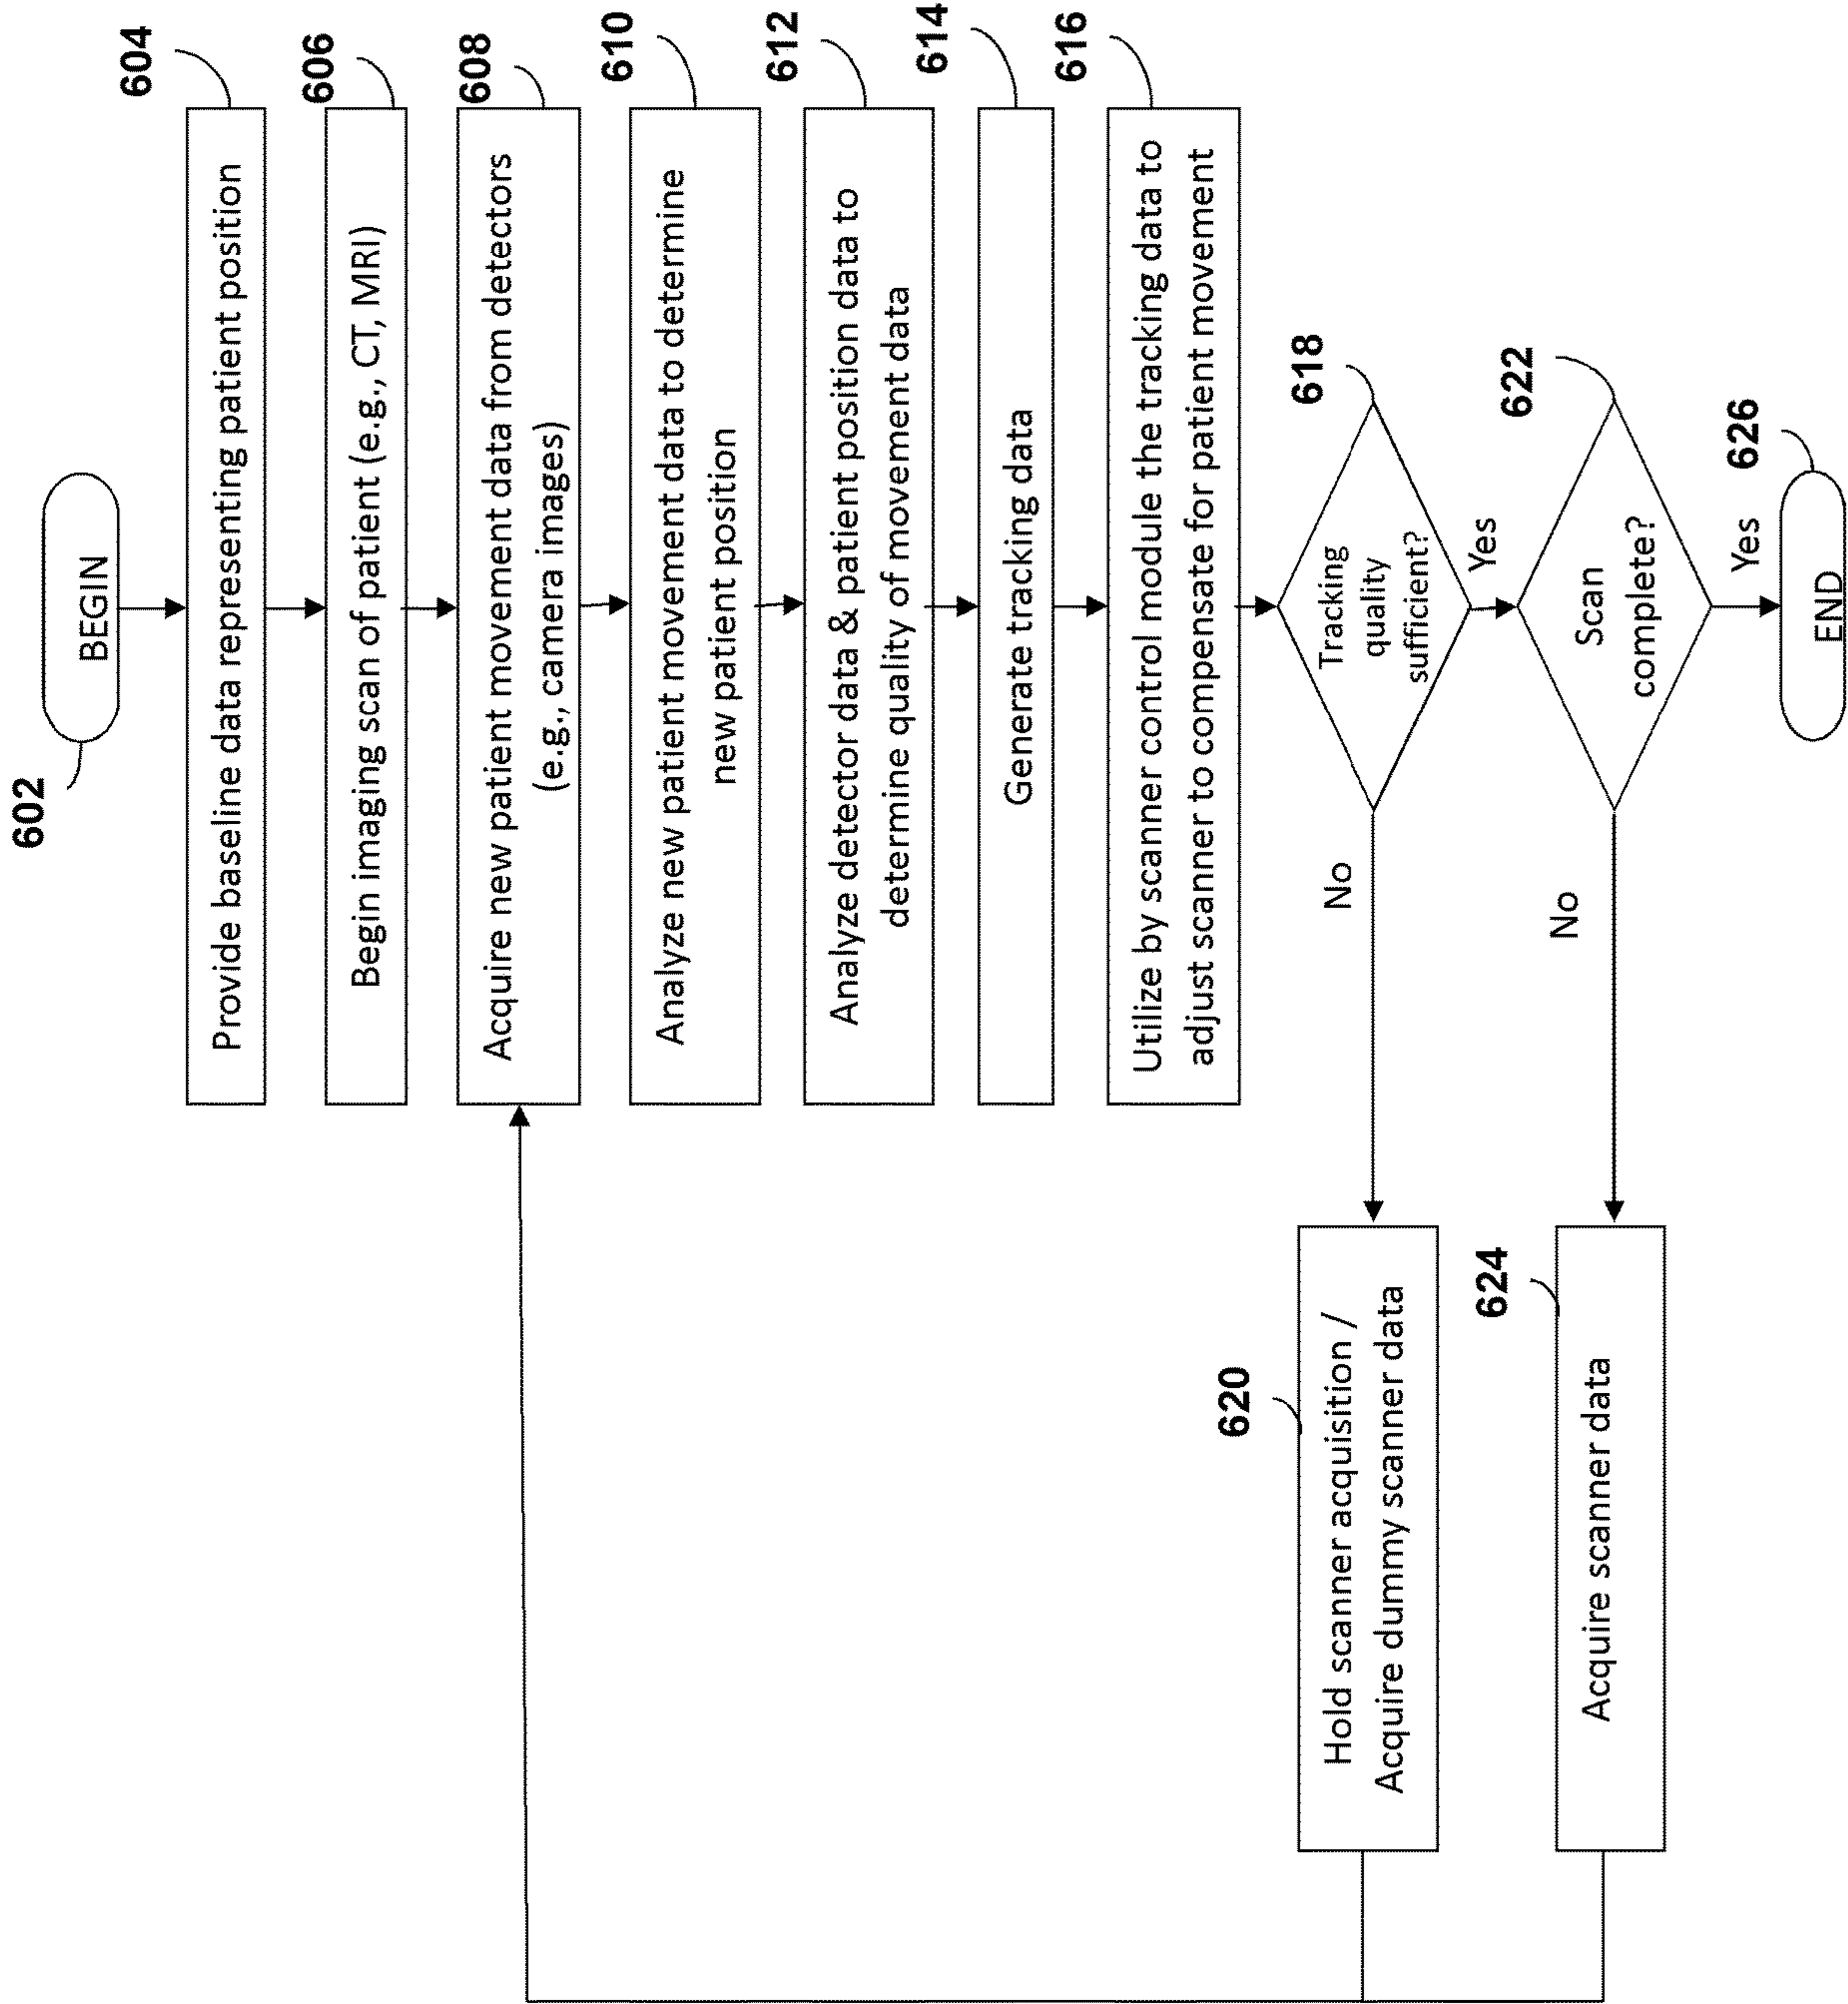 602
BEGIN
604
Provide baseline data representing patient position
606
Begin imaging scan of patient (e.g., CT, MRI)
608
Acquire new patient movement data from detectors
(e.g., camera images)
610
Analyze new patient movement data to determine
new patient position
612
Analyze detector data & patient position data to
determine quality of movement data
614
Generate tracking data
616
Utilize by scanner control module the tracking data to
adjust scanner to compensate for patient movement
618
Tracking
quality
sufficient?
No
Yes
620
Hold scanner acquisition /
Acquire dummy scanner data
622
Scan
complete?
No
Yes
624
Acquire scanner data
626
END